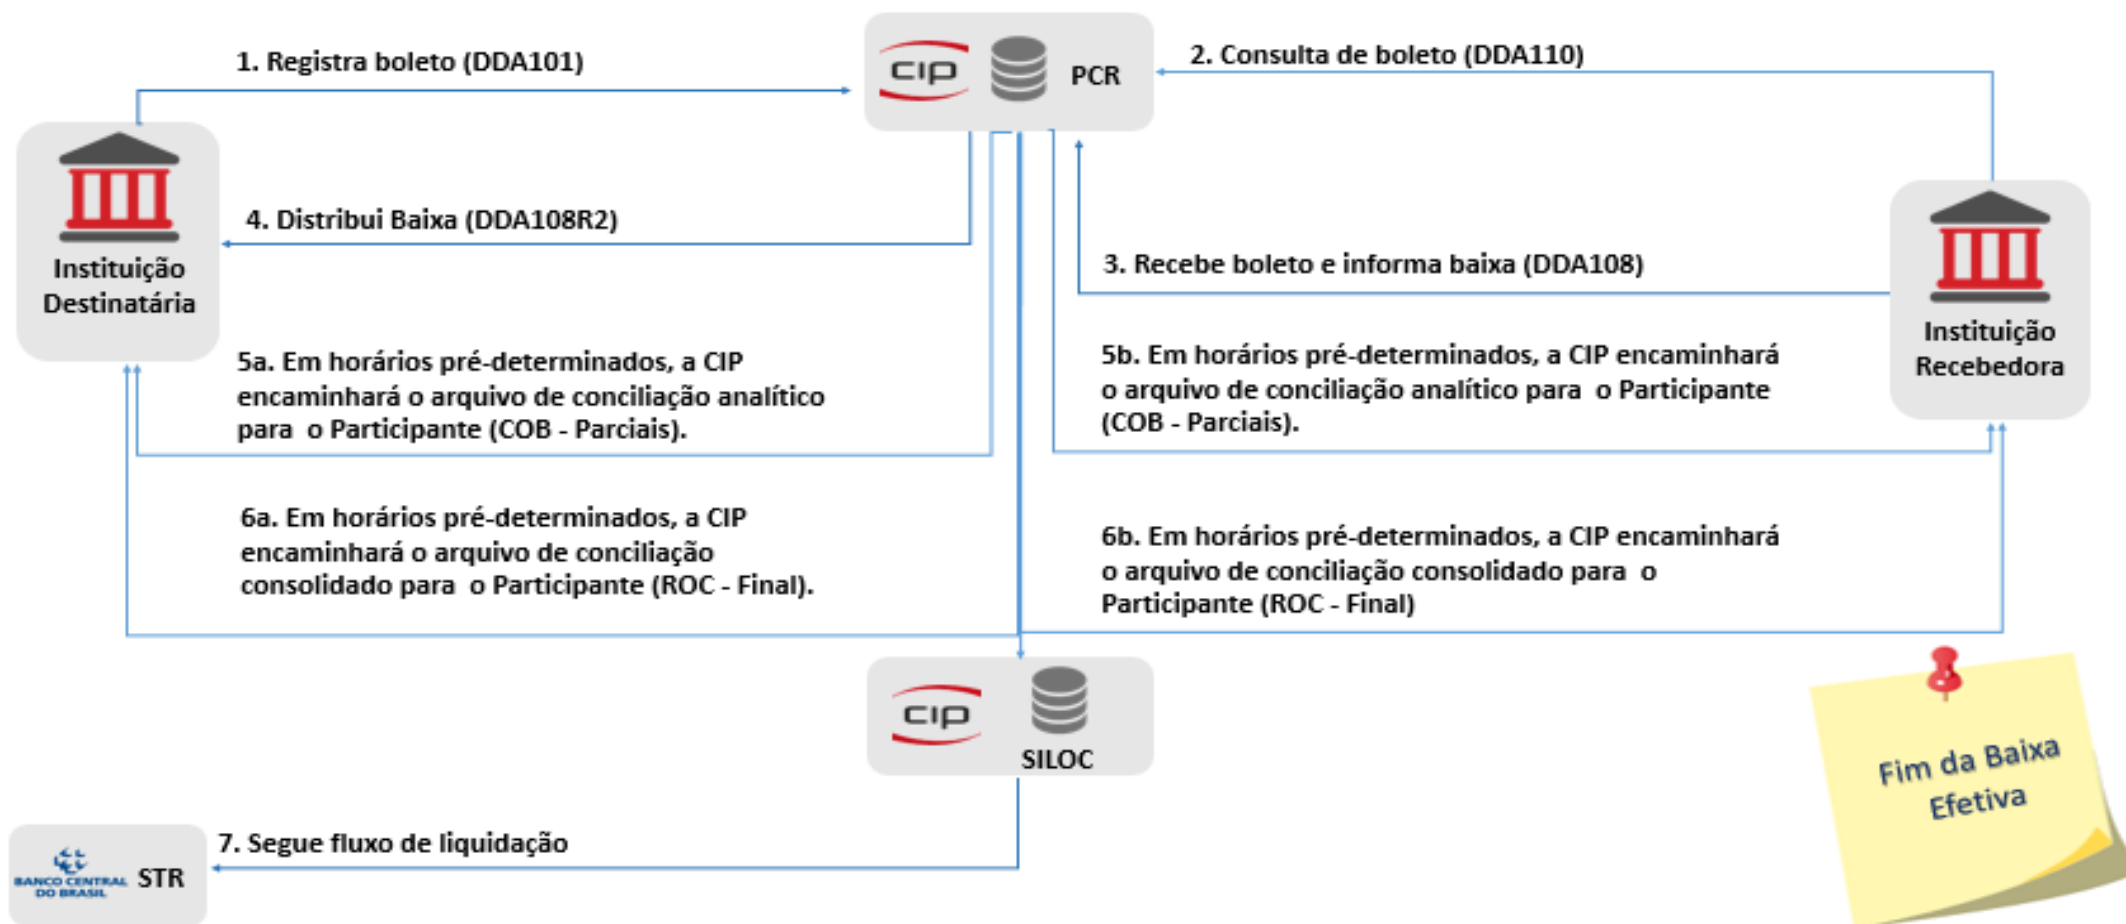 1. Registra boleto (DDA101)
cip
PCR
2. Consulta de boleto (DDA110)
Instituição
Destinatária
4. Distribui Baixa (DDA108R2)
3. Recebe boleto e informa baixa (DDA108)
Instituição
Recebedora
5a. Em horários pré-determinados, a CIP
encaminhará o arquivo de conciliação analítico
para o Participante (COB - Parciais).
5b. Em horários pré-determinados, a CIP encaminhará
o arquivo de conciliação analítico para o Participante
(COB - Parciais).
6a. Em horários pré-determinados, a CIP
encaminhará o arquivo de conciliação
consolidado para o Participante (ROC - Final).
6b. Em horários pré-determinados, a CIP encaminhará
o arquivo de conciliação consolidado para o
Participante (ROC - Final)
cip
SILOC
Fim da Baixa
Efetiva
7. Segue fluxo de liquidação
BANCO CENTRAL
DO BRASIL
STR